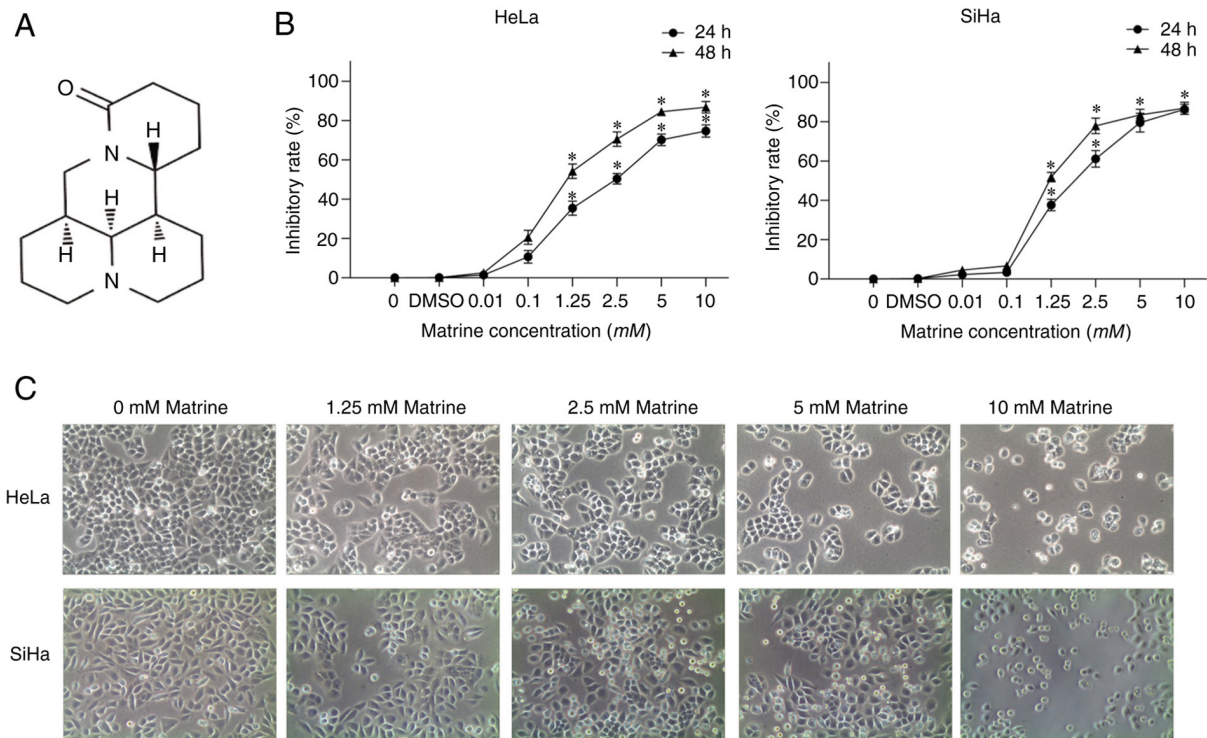 A
O
H
N
H
H
H
N
B
HeLa
24 h
48 h
Inhibitory rate (%)
100
80
60
40
20
0
* * * *
* * * *
0 DMSO 0.01 0.1 1.25 2.5 5 10
Matrine concentration (mM)
SiHa
24 h
48 h
Inhibitory rate (%)
100
80
60
40
20
0
* * * *
* *
0 DMSO 0.01 0.1 1.25 2.5 5 10
Matrine concentration (mM)
C
0 mM Matrine 1.25 mM Matrine 2.5 mM Matrine 5 mM Matrine 10 mM Matrine
HeLa
SiHa